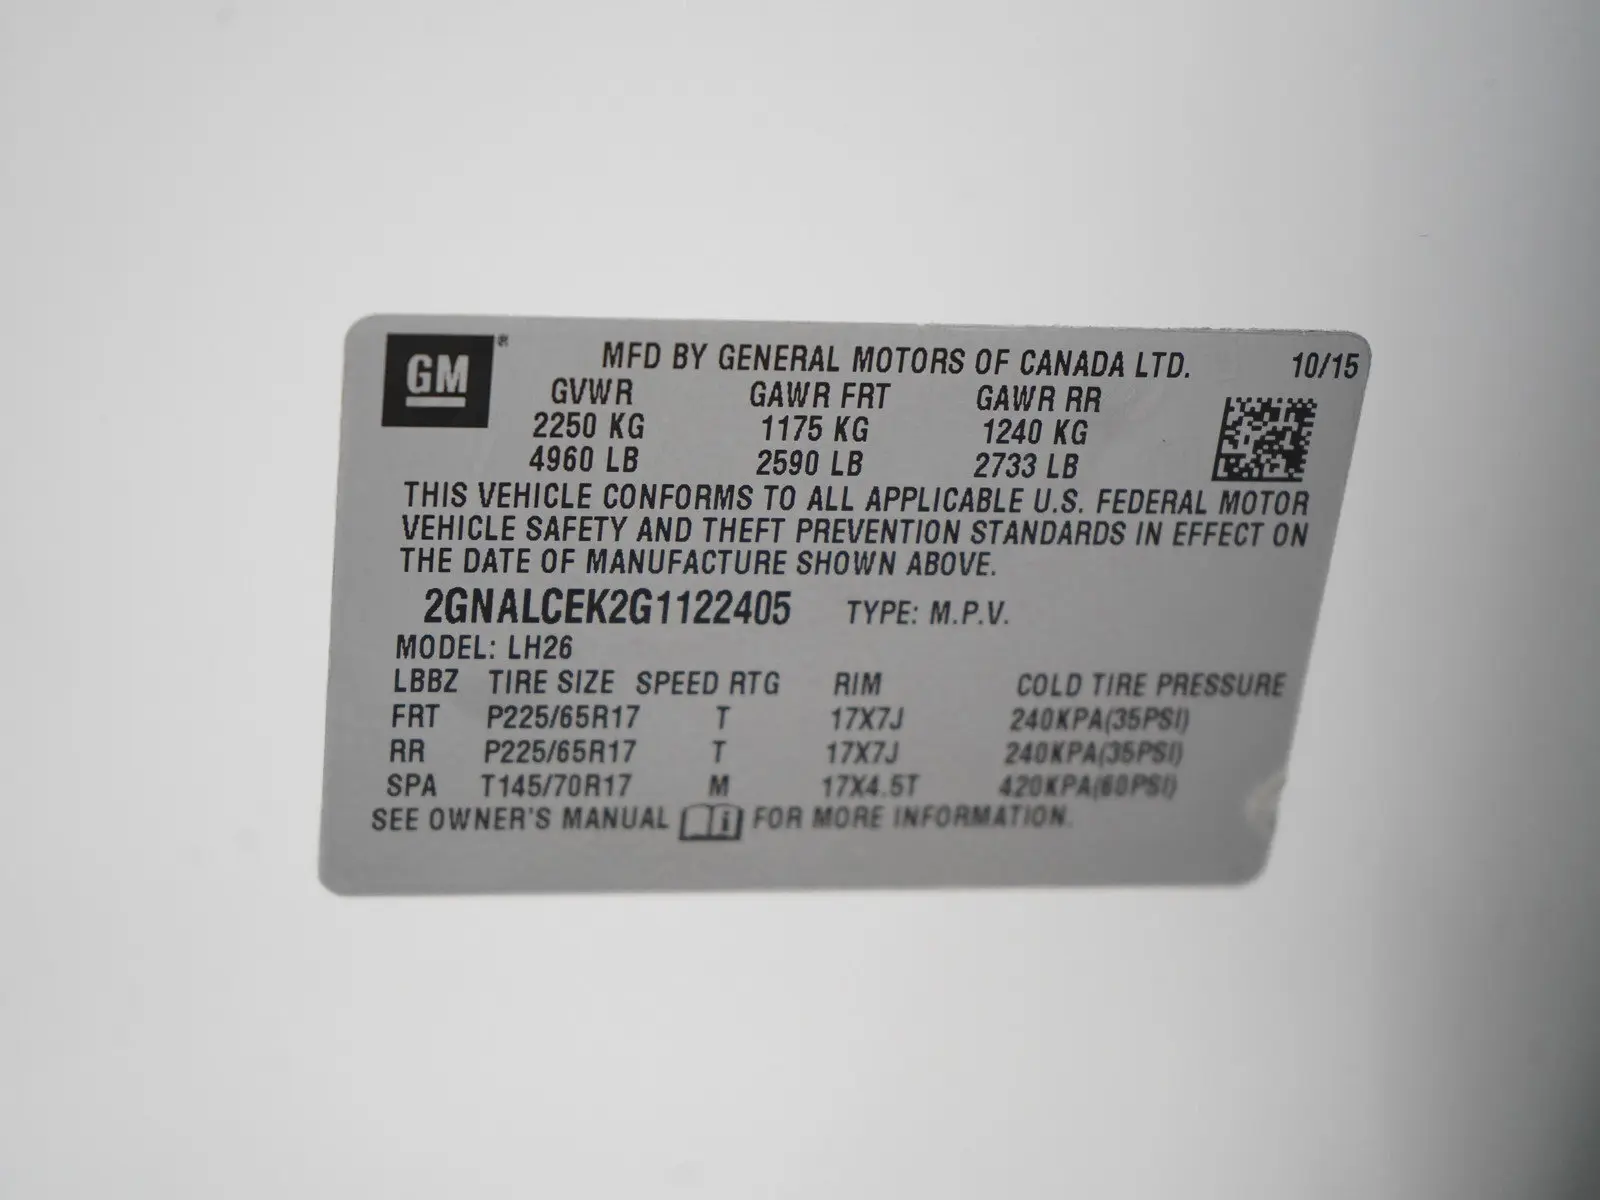 GM®
MFD BY GENERAL MOTORS OF CANADA LTD. 10/15
GVWR GAWR FRT GAWR RR
2250 KG 1175 KG 1240 KG
4960 LB 2590 LB 2733 LB
THIS VEHICLE CONFORMS TO ALL APPLICABLE U.S. FEDERAL MOTOR
VEHICLE SAFETY AND THEFT PREVENTION STANDARDS IN EFFECT ON
THE DATE OF MANUFACTURE SHOWN ABOVE.
2GNALCEK2G1122405 TYPE: M.P.V.
MODEL: LH26
LBBZ TIRE SIZE SPEED RTG RIM COLD TIRE PRESSURE
FRT P225/65R17 T 17X7J 240KPA(35PSI)
RR P225/65R17 T 17X7J 240KPA(35PSI)
SPA T145/70R17 M 17X4.5T 420KPA(60PSI)
SEE OWNER'S MANUAL i FOR MORE INFORMATION.